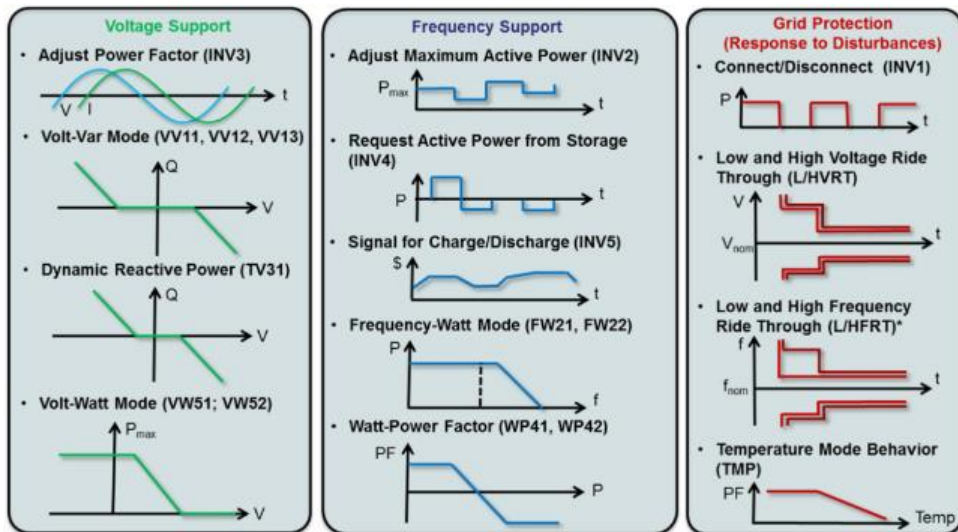 Voltage Support
• Adjust Power Factor (INV3)
t
V I
• Volt-Var Mode (VV11, VV12, VV13)
Q
V
• Dynamic Reactive Power (TV31)
Q
V
• Volt-Watt Mode (VW51; VW52)
Pmax
V
Frequency Support
• Adjust Maximum Active Power (INV2)
Pmax
t
• Request Active Power from Storage
(INV4)
P
t
• Signal for Charge/Discharge (INV5)
$
t
• Frequency-Watt Mode (FW21, FW22)
P
f
• Watt-Power Factor (WP41, WP42)
PF
P
Grid Protection
(Response to Disturbances)
• Connect/Disconnect (INV1)
P
t
• Low and High Voltage Ride
Through (L/HVRT)
V
Vnom
t
• Low and High Frequency
Ride Through (L/HFRT)*
f
fnom
t
• Temperature Mode Behavior
(TMP)
PF
Temp